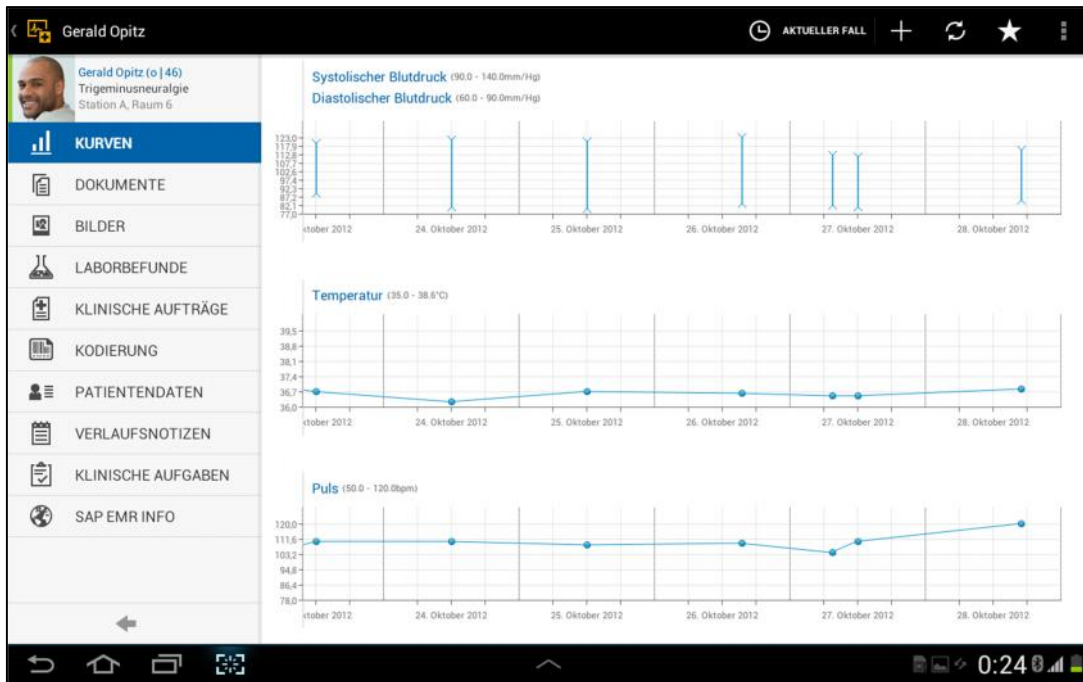 Gerald Opitz
AKTUELLER FALL
Gerald Opitz (o | 46)
Trigeminusneuralgie
Station A, Raum 6
KURVEN
DOKUMENTE
BILDER
LABORBEFUNDE
KLINISCHE AUFTRÄGE
KODIERUNG
PATIENTENDATEN
VERLAUFSNOTIZEN
KLINISCHE AUFGABEN
SAP EMR INFO
Systolischer Blutdruck (90.0 - 140.0mm/Hg)
Diastolischer Blutdruck (60.0 - 90.0mm/Hg)
123,0
117,9
112,8
107,7
102,6
97,4
92,3
87,2
82,1
77,0
ktober 2012 24. Oktober 2012 25. Oktober 2012 26. Oktober 2012 27. Oktober 2012 28. Oktober 2012
Temperatur (35.0 - 38.6°C)
39,5
38,8
38,1
37,4
36,7
36,0
ktober 2012 24. Oktober 2012 25. Oktober 2012 26. Oktober 2012 27. Oktober 2012 28. Oktober 2012
Puls (50.0 - 120.0bpm)
120,0
111,6
103,2
94,8
86,4
78,0
ktober 2012 24. Oktober 2012 25. Oktober 2012 26. Oktober 2012 27. Oktober 2012 28. Oktober 2012
0:24